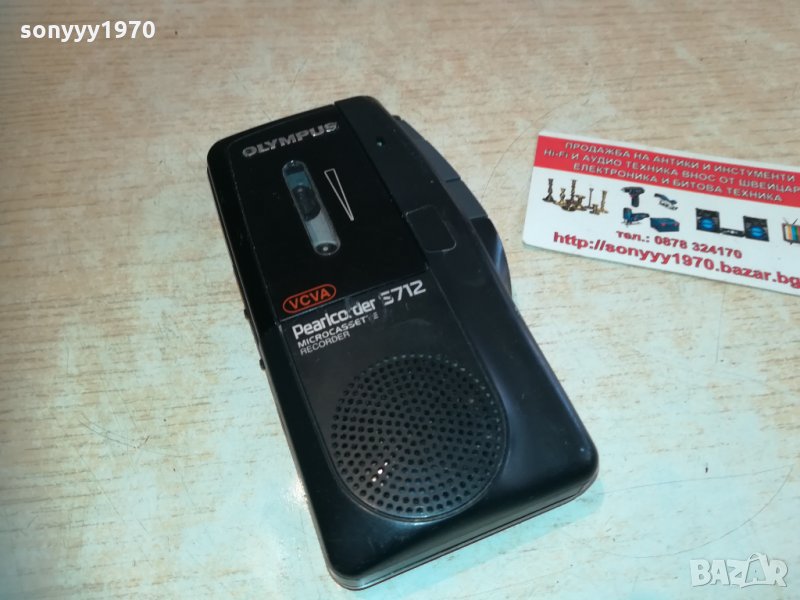 sonyyy1970
OLYMPUS
VCVA
Pearlcorder S712
MICROCASSETTE
RECORDER
ПРОДАЖБА НА АНТИКИ И ИНСТУМЕНТИ
Hi-Fi И АУДИО ТЕХНИКА ВНОС ОТ ШВЕЙЦАР
ЕЛЕКТРОНИКА И БИТОВА ТЕХНИКА
тел.: 0878 324170
http://sonyyy1970.bazar.bg
BAZAR